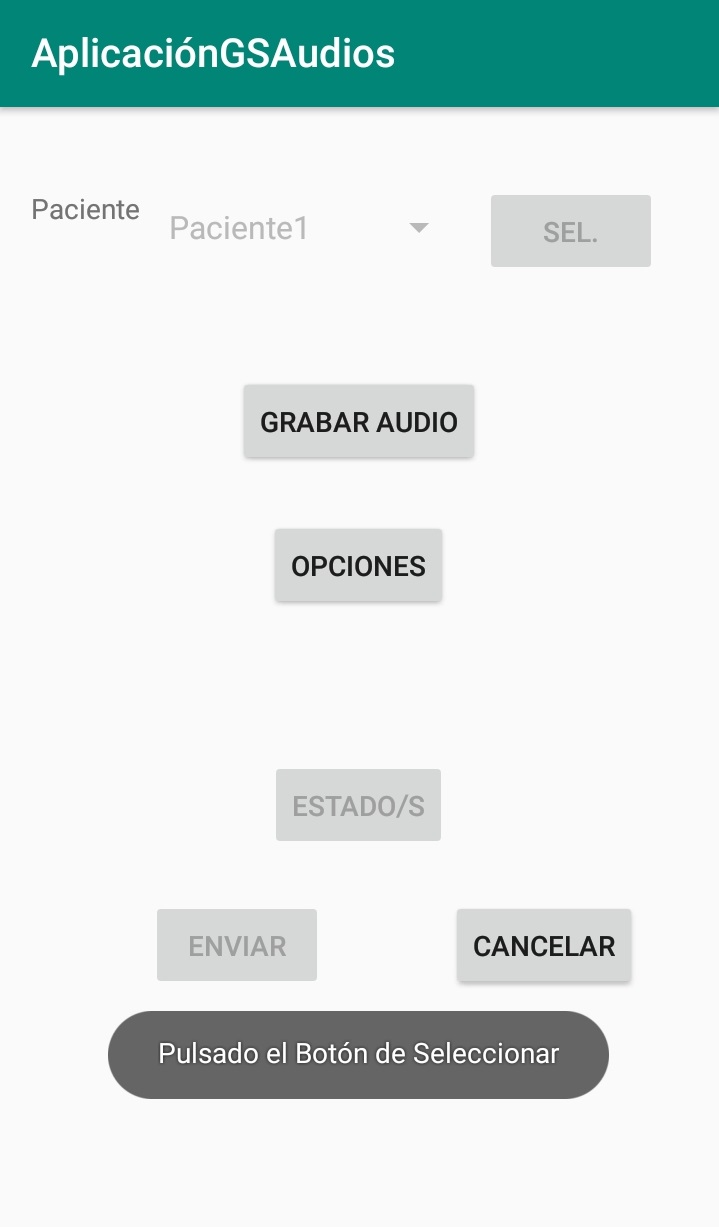 AplicaciónGSAudios
Paciente
Paciente1
SEL.
GRABAR AUDIO
OPCIONES
ESTADO/S
ENVIAR
CANCELAR
Pulsado el Botón de Seleccionar